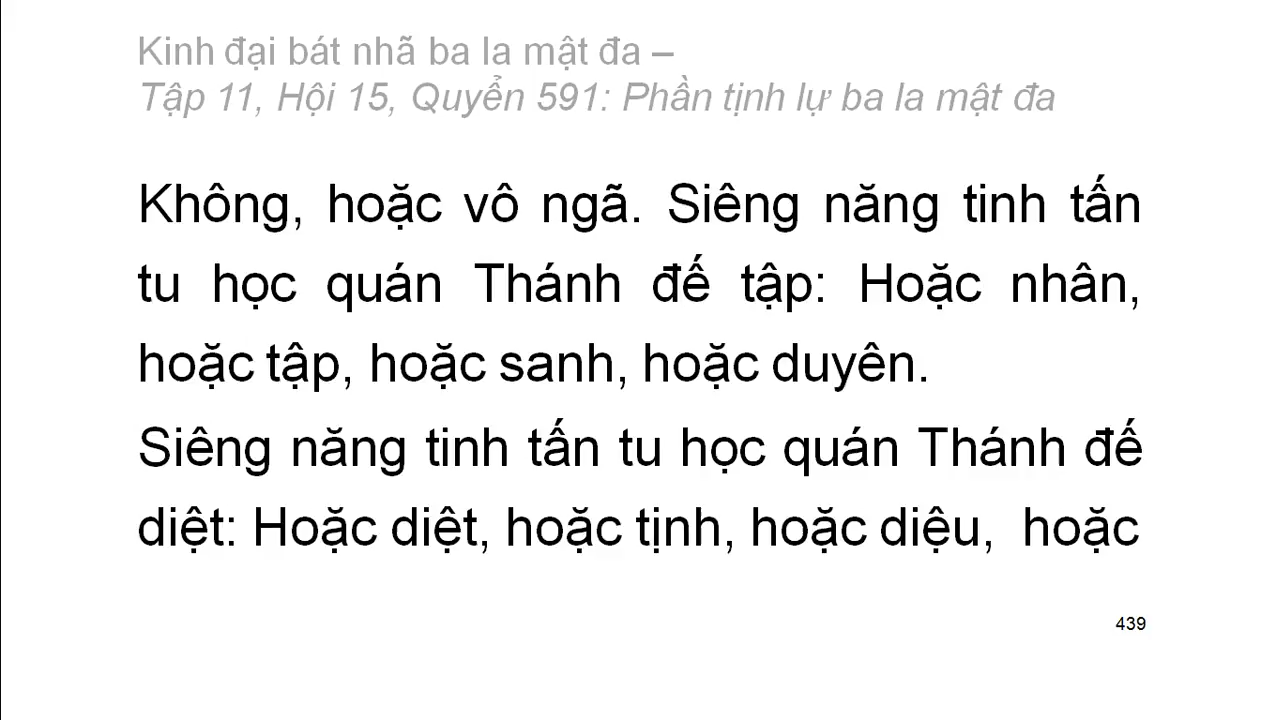 Kinh đại bát nhã ba la mật đa –
Tập 11, Hội 15, Quyển 591: Phần tịnh lự ba la mật đa
Không, hoặc vô ngã. Siêng năng tinh tấn
tu học quán Thánh đế tập: Hoặc nhân,
hoặc tập, hoặc sanh, hoặc duyên.
Siêng năng tinh tấn tu học quán Thánh đế
diệt: Hoặc diệt, hoặc tịnh, hoặc diệu, hoặc
439